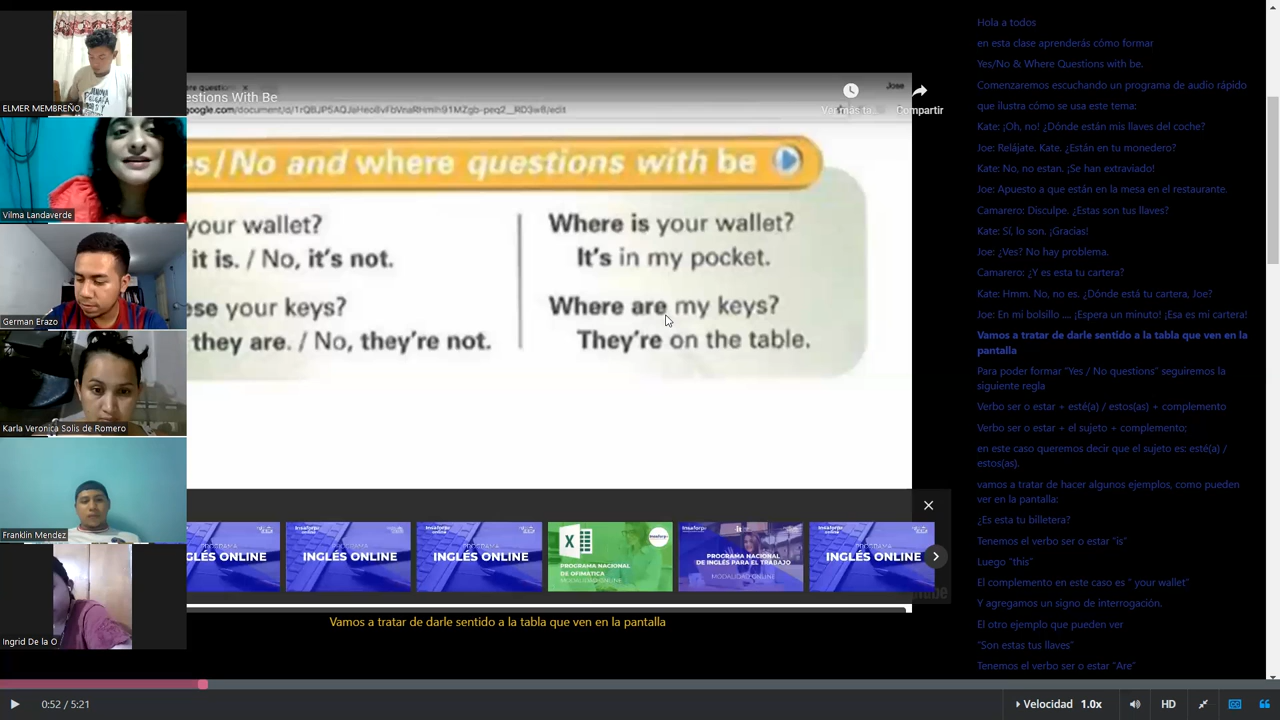 ELMER MEMBREÑO
Vilma Landaverde
German Erazo
Karla Veronica Solis de Romero
Franklin Mendez
Ingrid De la O
estions With Be
Jose
Ver más ta...
Compartir
es/No and where questions with be
your wallet?
it is. / No, it's not.
ese your keys?
they are. / No, they're not.
Where is your wallet?
It's in my pocket.
Where are my keys?
They're on the table.
PROGRAMA
INGLÉS ONLINE
PROGRAMA
INGLÉS ONLINE
PROGRAMA
INGLÉS ONLINE
Insaforp
PROGRAMA NACIONAL
DE OFIMÁTICA
MODALIDAD ONLINE
Insaforp
PROGRAMA NACIONAL
DE INGLÉS PARA EL TRABAJO
MODALIDAD ONLINE
Insaforp
PROGRAMA
INGLÉS ONLINE
Vamos a tratar de darle sentido a la tabla que ven en la pantalla
0:52 / 5:21
Velocidad 1.0x
HD
Hola a todos
en esta clase aprenderás cómo formar
Yes/No & Where Questions with be.
Comenzaremos escuchando un programa de audio rápido
que ilustra cómo se usa este tema:
Kate: ¡Oh, no! ¿Dónde están mis llaves del coche?
Joe: Relájate. Kate. ¿Están en tu monedero?
Kate: No, no estan. ¡Se han extraviado!
Joe: Apuesto a que están en la mesa en el restaurante.
Camarero: Disculpe. ¿Estas son tus llaves?
Kate: Sí, lo son. ¡Gracias!
Joe: ¿Ves? No hay problema.
Camarero: ¿Y es esta tu cartera?
Kate: Hmm. No, no es. ¿Dónde está tu cartera, Joe?
Joe: En mi bolsillo .... ¡Espera un minuto! ¡Esa es mi cartera!
Vamos a tratar de darle sentido a la tabla que ven en la
pantalla
Para poder formar “Yes / No questions” seguiremos la
siguiente regla
Verbo ser o estar + esté(a) / estos(as) + complemento
Verbo ser o estar + el sujeto + complemento;
en este caso queremos decir que el sujeto es: esté(a) /
estos(as).
vamos a tratar de hacer algunos ejemplos, como pueden
ver en la pantalla:
¿Es esta tu billetera?
Tenemos el verbo ser o estar “is”
Luego “this”
El complemento en este caso es “ your wallet”
Y agregamos un signo de interrogación.
El otro ejemplo que pueden ver
“Son estas tus llaves”
Tenemos el verbo ser o estar “Are”